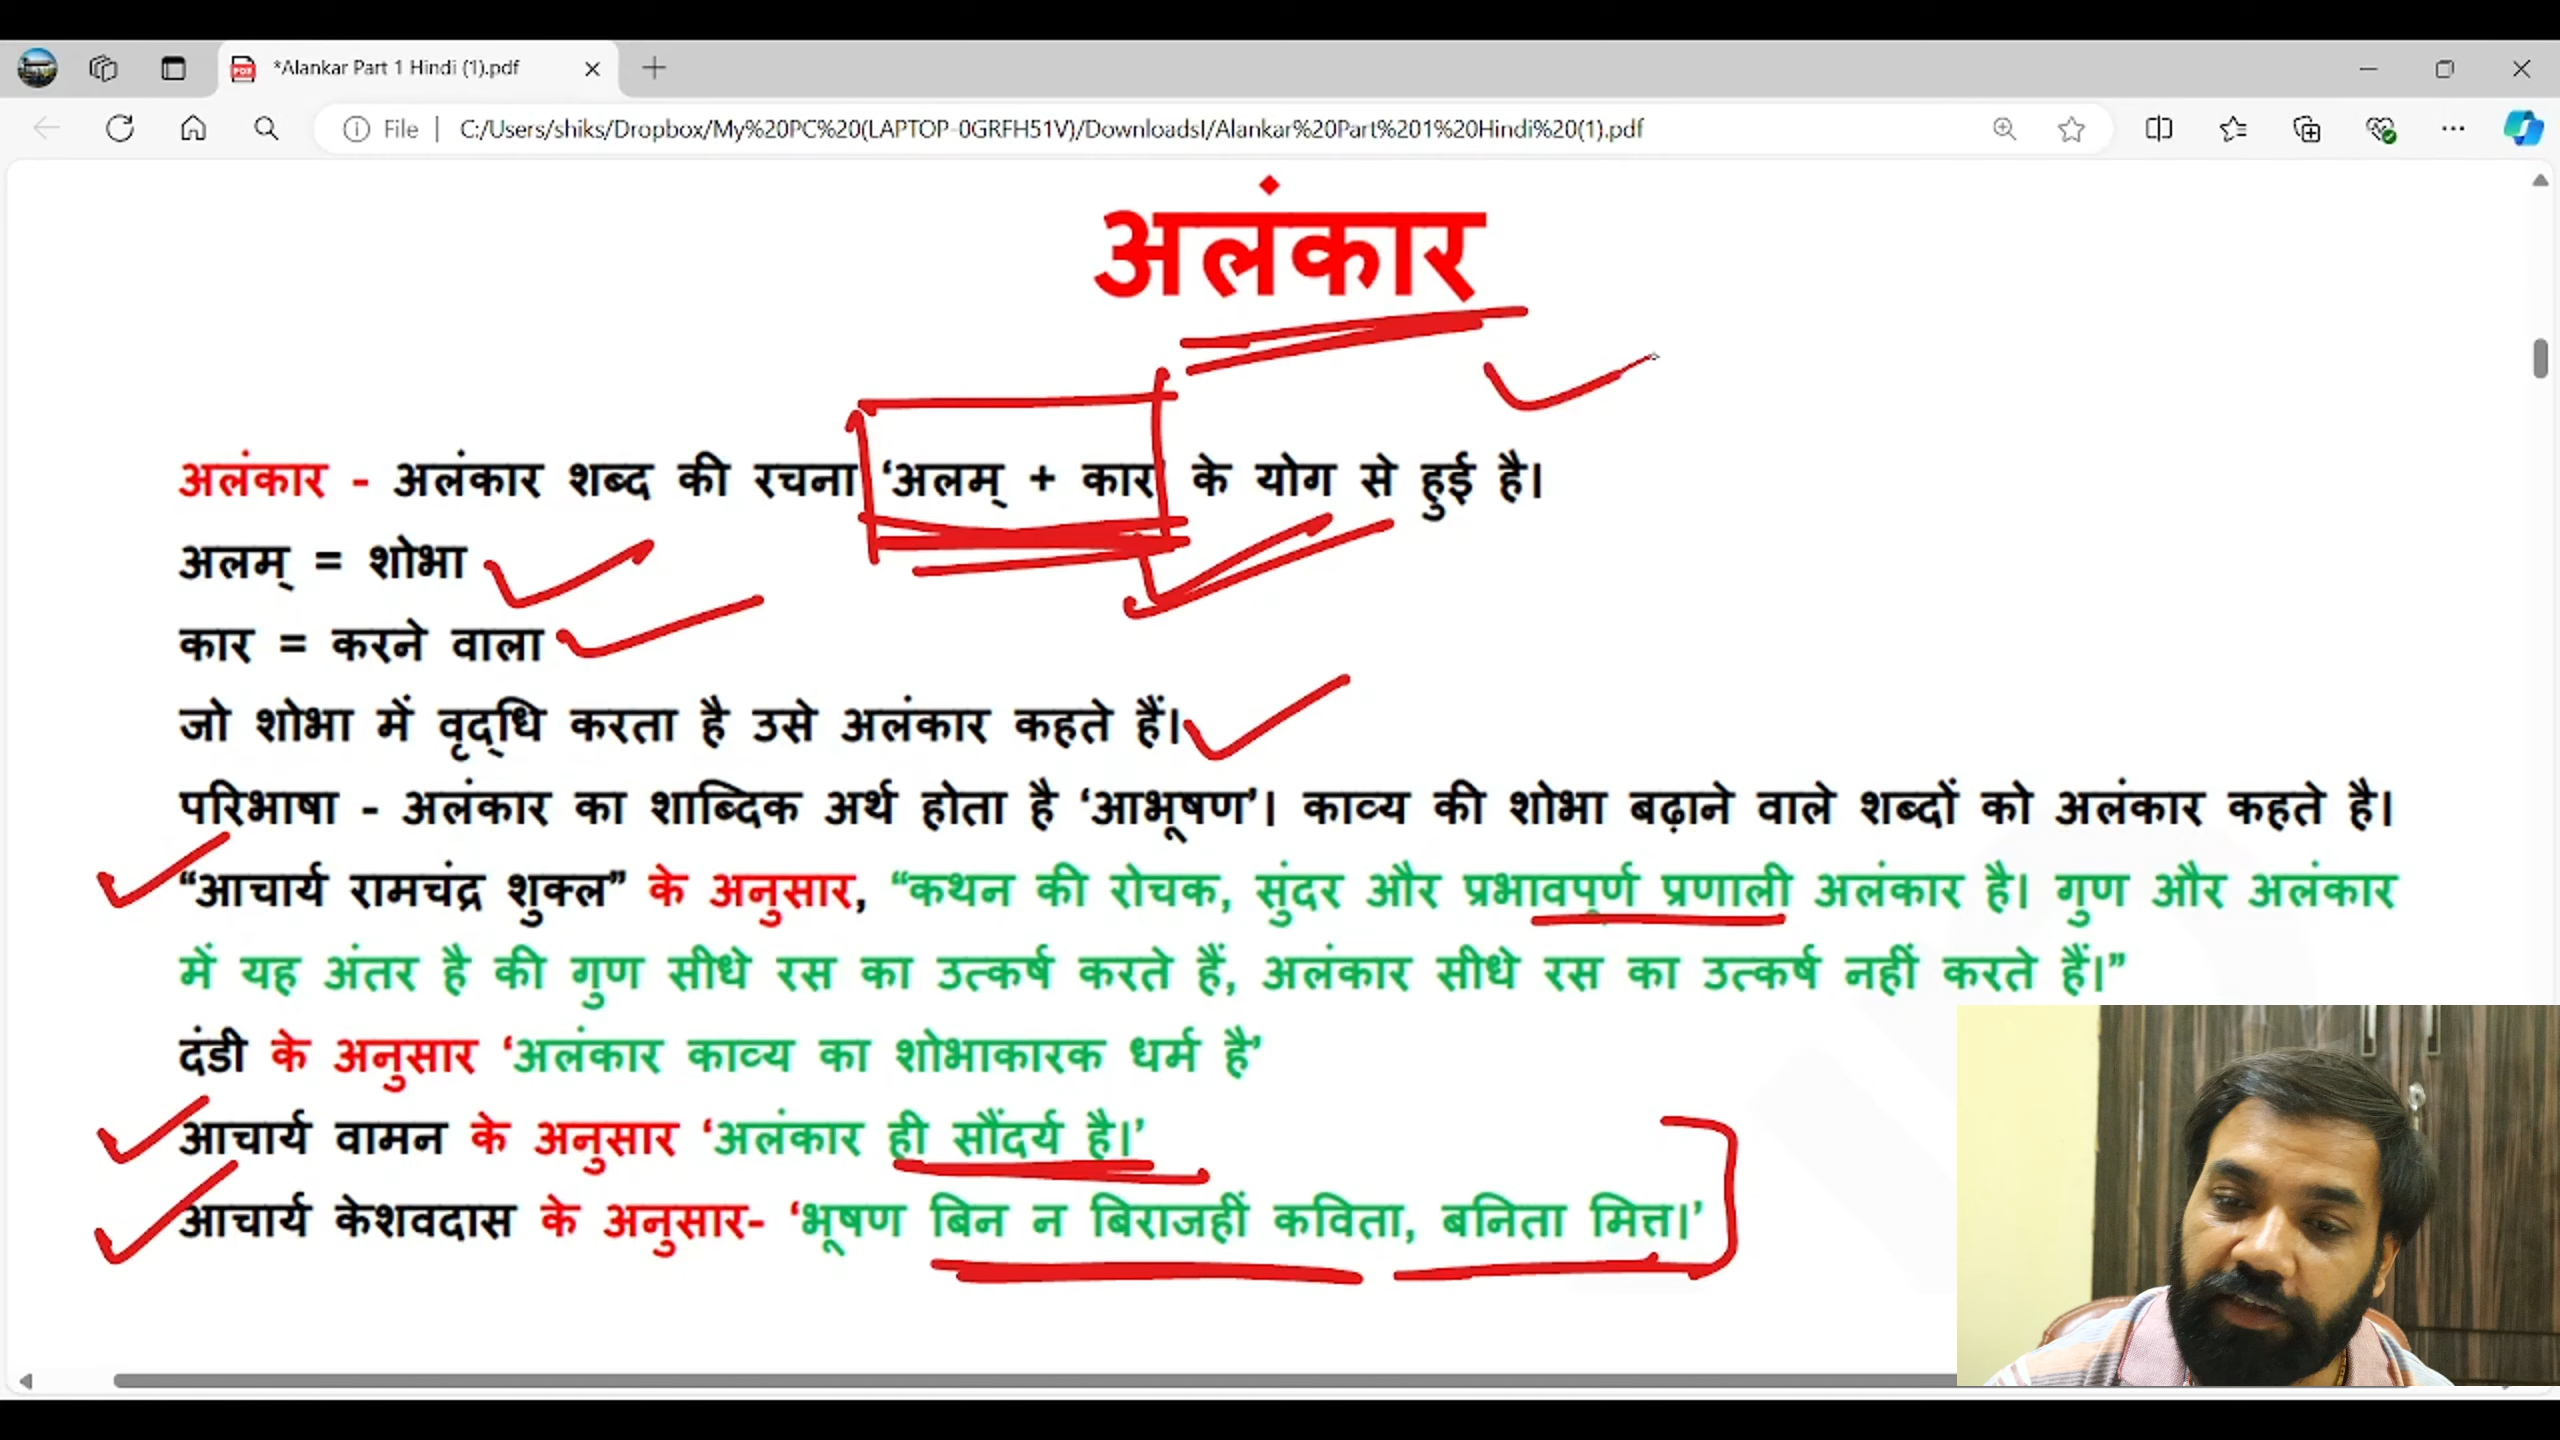 *Alankar Part 1 Hindi (1).pdf
File | C:/Users/shiks/Dropbox/My%20PC%20(LAPTOP-0GRFH51V)/Downloadsl/Alankar%20Part%201%20Hindi%20(1).pdf
अलंकार
अलंकार - अलंकार शब्द की रचना ‘अलम् + कार के योग से हुई है।
अलम् = शोभा
कार = करने वाला
जो शोभा में वृद्धि करता है उसे अलंकार कहते हैं।
परिभाषा - अलंकार का शाब्दिक अर्थ होता है ‘आभूषण’। काव्य की शोभा बढ़ाने वाले शब्दों को अलंकार कहते है।
“आचार्य रामचंद्र शुक्ल” के अनुसार, “कथन की रोचक, सुंदर और प्रभावपूर्ण प्रणाली अलंकार है। गुण और अलंकार
में यह अंतर है की गुण सीधे रस का उत्कर्ष करते हैं, अलंकार सीधे रस का उत्कर्ष नहीं करते हैं।”
दंडी के अनुसार ‘अलंकार काव्य का शोभाकारक धर्म है’
आचार्य वामन के अनुसार ‘अलंकार ही सौंदर्य है।’
आचार्य केशवदास के अनुसार- ‘भूषण बिन न बिराजहीं कविता, बनिता मित्त।’